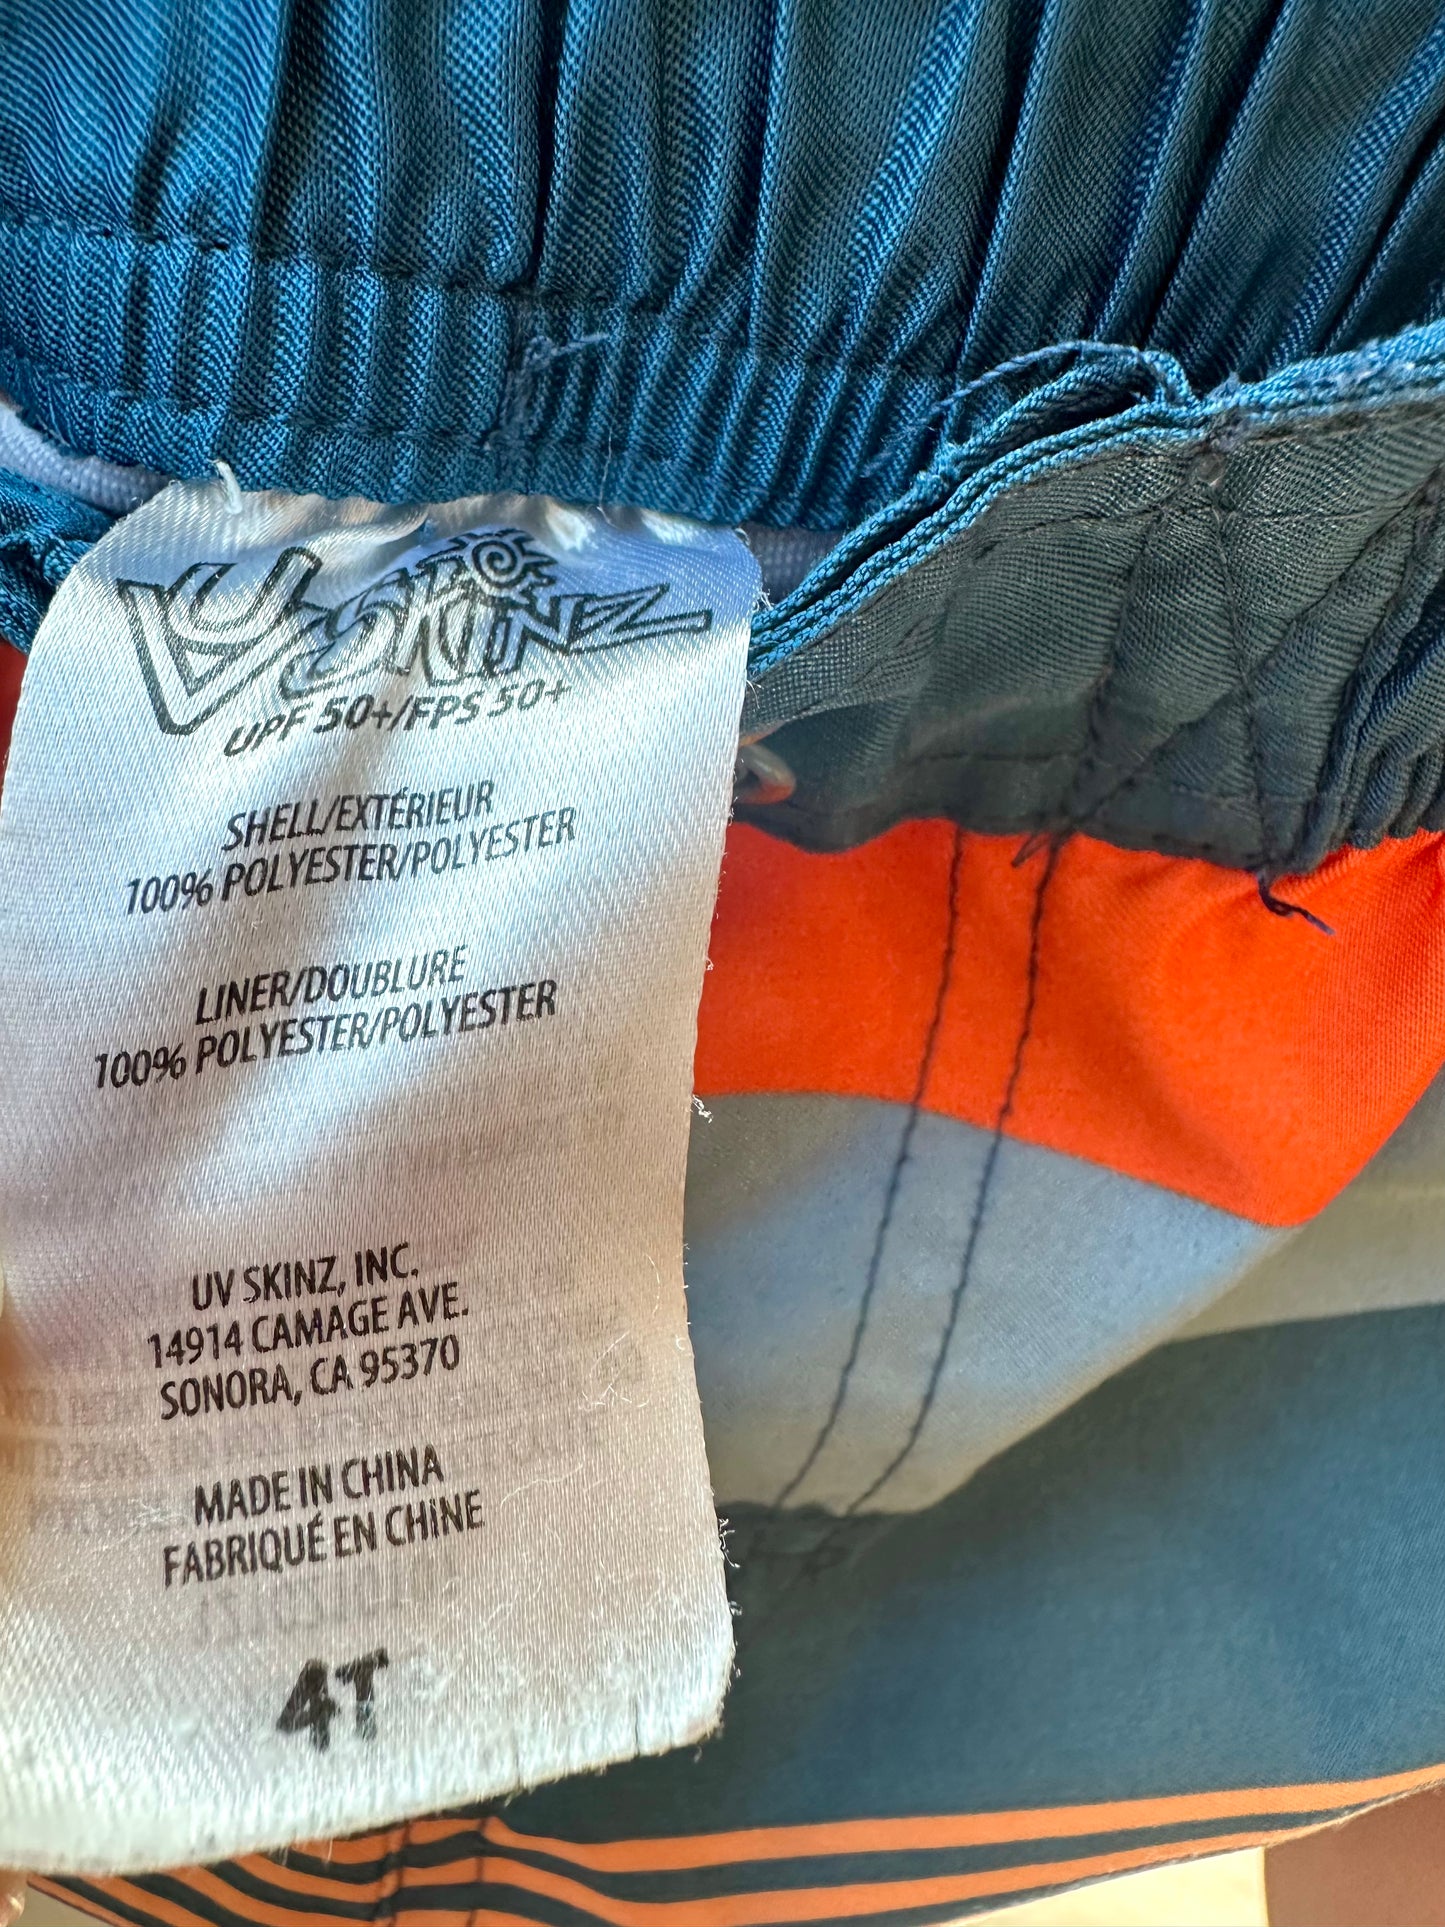 UV SKINZ
UPF 50+/FPS 50+
SHELL/EXTÉRIEUR
100% POLYESTER/POLYESTER
LINER/DOUBLURE
100% POLYESTER/POLYESTER
UV SKINZ, INC.
14914 CAMAGE AVE.
SONORA, CA 95370
MADE IN CHINA
FABRIQUÉ EN CHINE
4T